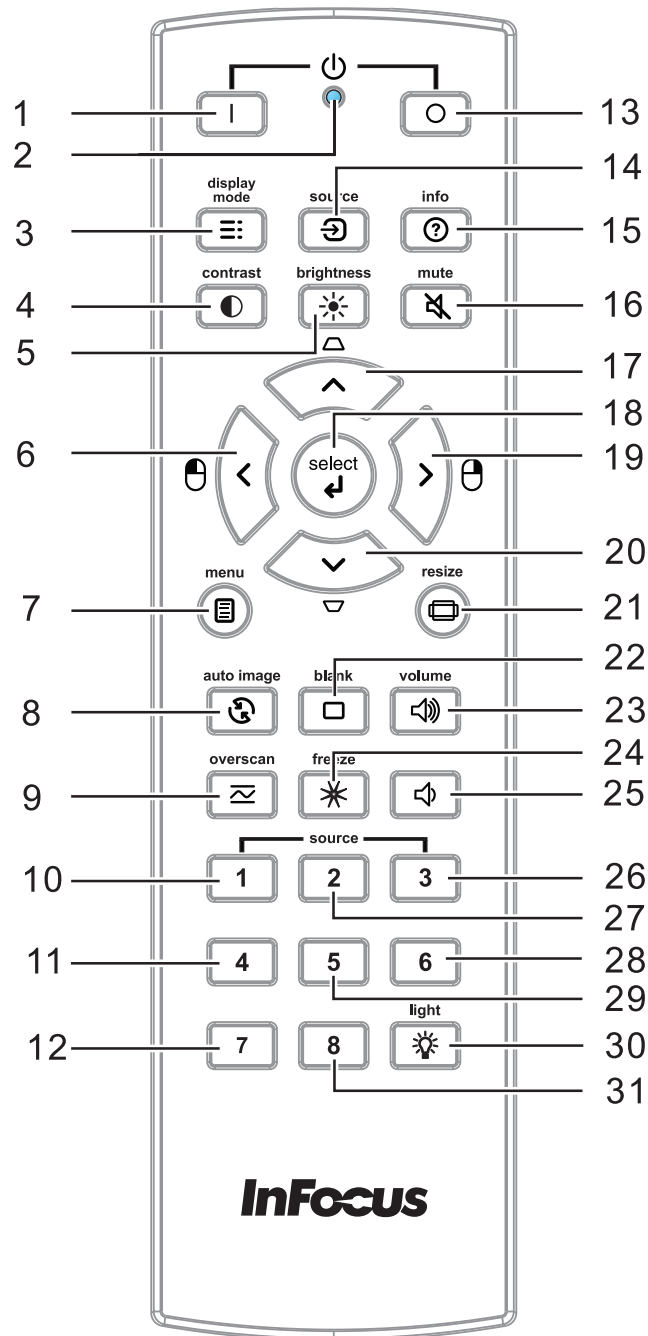 1 13
2
14
display mode source info
3 15
contrast brightness mute
4 16
5
17
18
select
6 19
20
menu resize
7 21
22
auto image blank volume
8 23
24
overscan freeze
9 25
source
1 2 3
10 26
27
4 5 6
11 28
29
light
7 8
12 30
31
InFocus